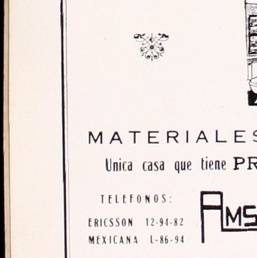 MATERIALES
Unica casa que tiene PR
TELEFONOS:
ERICSSON 12-94-82
MEXICANA L-86-94
AMS